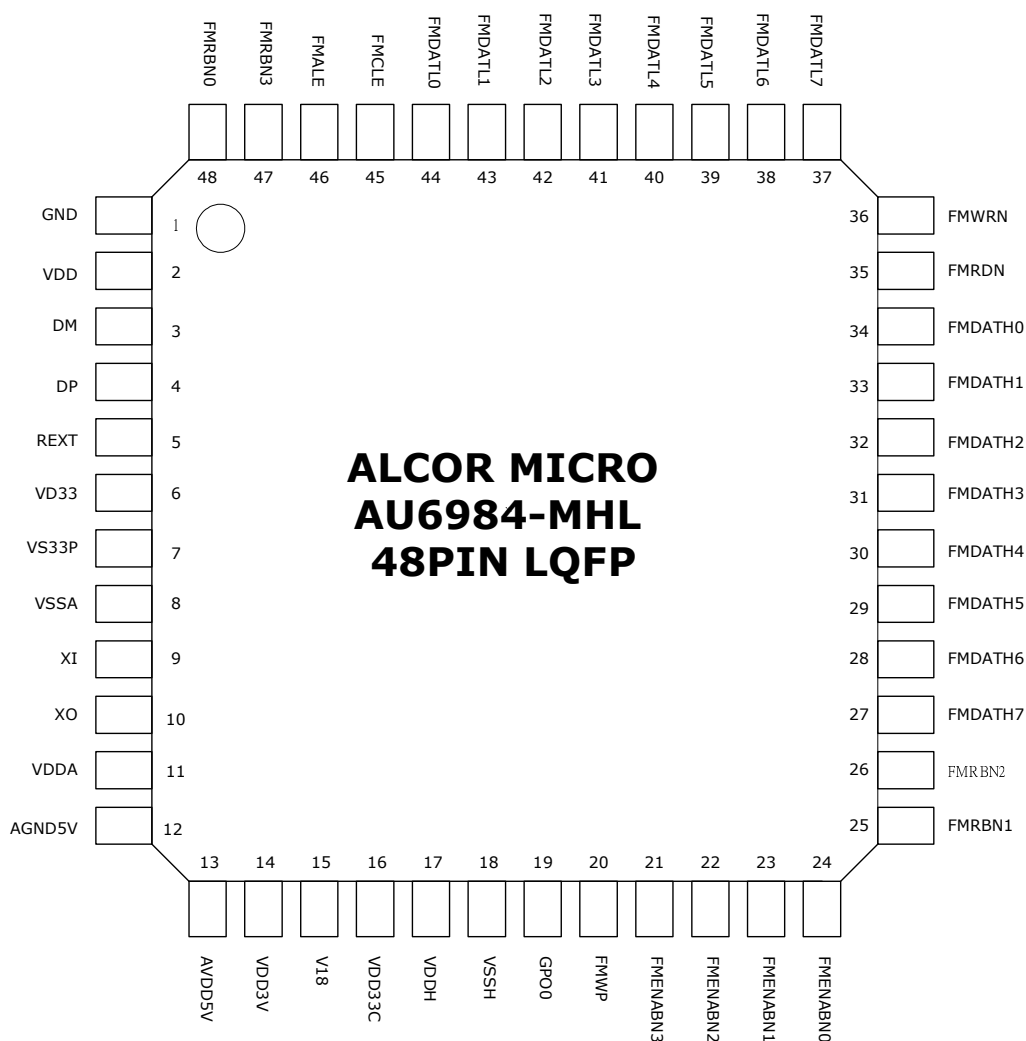 FMRBN0
FMRBN3
FMALE
FMCLE
FMDATL0
FMDATL1
FMDATL2
FMDATL3
FMDATL4
FMDATL5
FMDATL6
FMDATL7
48 47 46 45 44 43 42 41 40 39 38 37
GND 1 36 FMWRN
VDD 2 35 FMRDN
DM 3 34 FMDATH0
DP 4 33 FMDATH1
REXT 5 32 FMDATH2
VD33 6 31 FMDATH3
VS33P 7 30 FMDATH4
VSSA 8 29 FMDATH5
XI 9 28 FMDATH6
XO 10 27 FMDATH7
VDDA 11 26 FMRBN2
AGND5V 12 25 FMRBN1
ALCOR MICRO
AU6984-MHL
48PIN LQFP
13 14 15 16 17 18 19 20 21 22 23 24
AVDD5V
VDD3V
V18
VDD33C
VDDH
VSSH
GPO0
FMWP
FMENABN3
FMENABN2
FMENABN1
FMENABN0